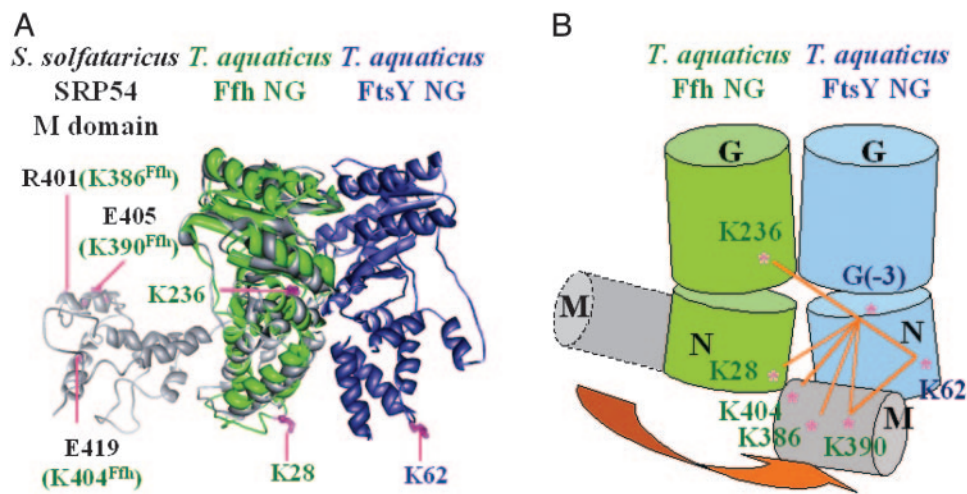 A
S. solfataricus
SRP54
M domain
T. aquaticus
Ffh NG
T. aquaticus
FtsY NG
R401(K386Ffh)
E405
(K390Ffh)
K236
E419
(K404Ffh)
K28
K62
B
T. aquaticus
Ffh NG
T. aquaticus
FtsY NG
G
G
K236
G(-3)
M
N
N
K28
K62
K404
M
K386
K390